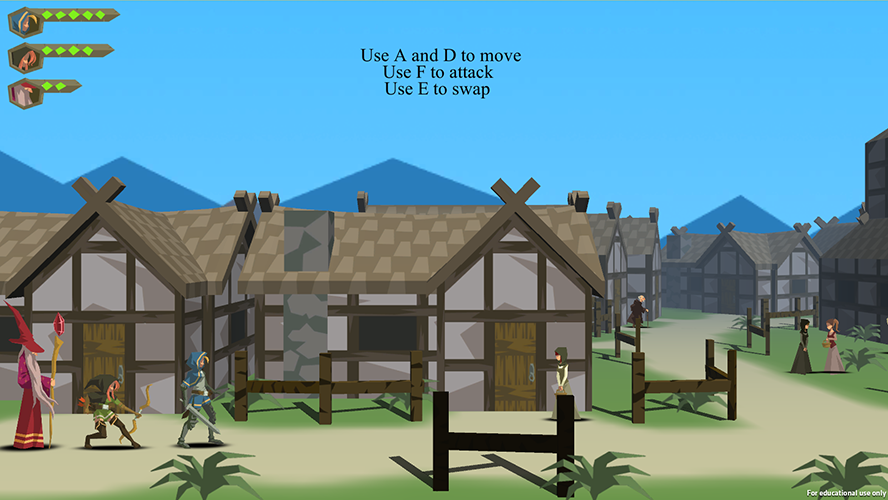 Use A and D to move
Use F to attack
Use E to swap
For educational use only